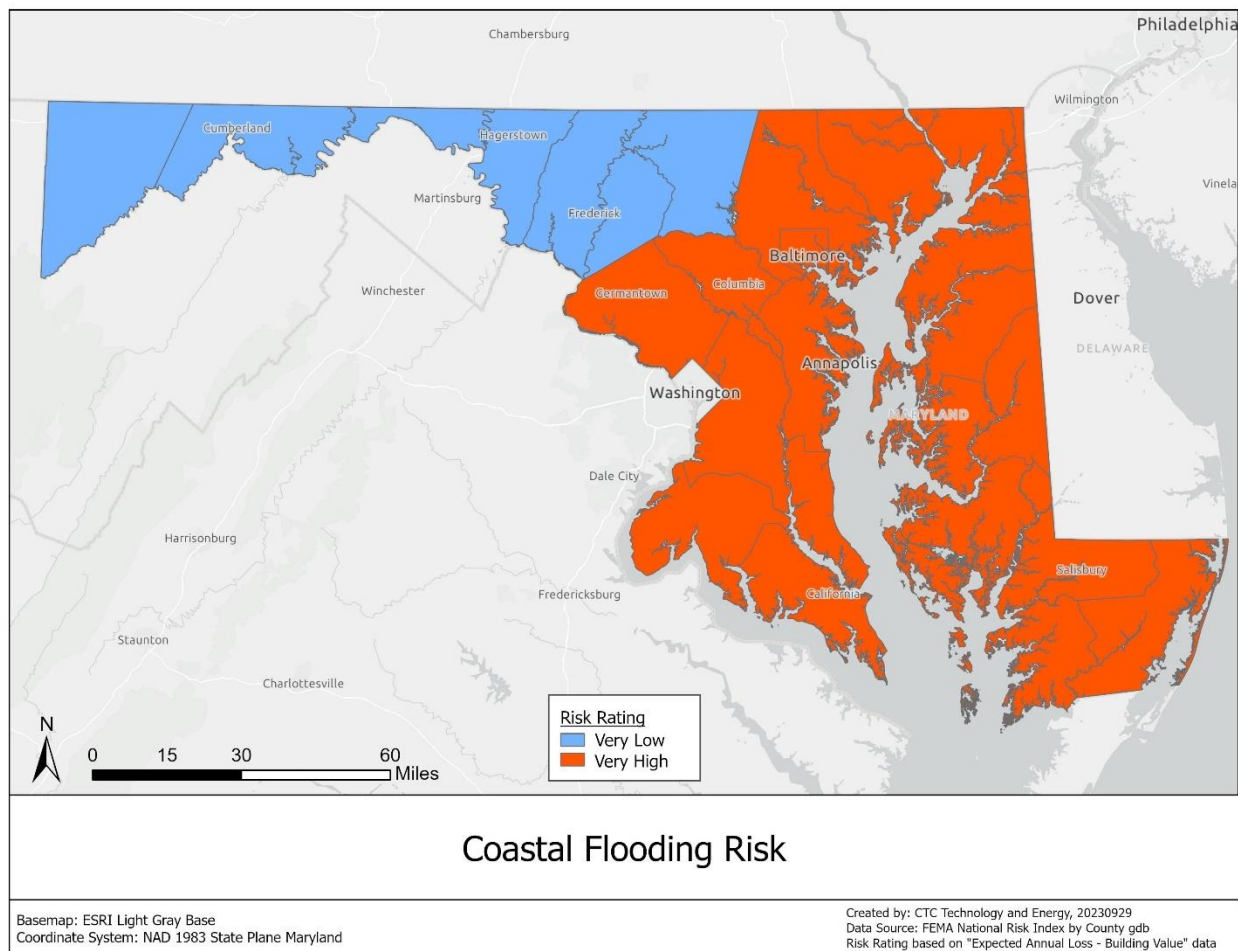 Philadelphia
Chambersburg
Wilmington
Cumberland
Hagerstown
Vinela
Martinsburg
Frederick
Baltimore
Columbia
Germantown
Winchester
Dover
DELAWARE
Annapolis
Washington
MARYLAND
Dale City
Harrisonburg
Salisbury
California
Fredericksburg
Staunton
Charlottesville
N
0 15 30 60
Miles
Risk Rating
Very Low
Very High
Coastal Flooding Risk
Basemap: ESRI Light Gray Base
Coordinate System: NAD 1983 State Plane Maryland
Created by: CTC Technology and Energy, 20230929
Data Source: FEMA National Risk Index by County gdb
Risk Rating based on "Expected Annual Loss - Building Value" data